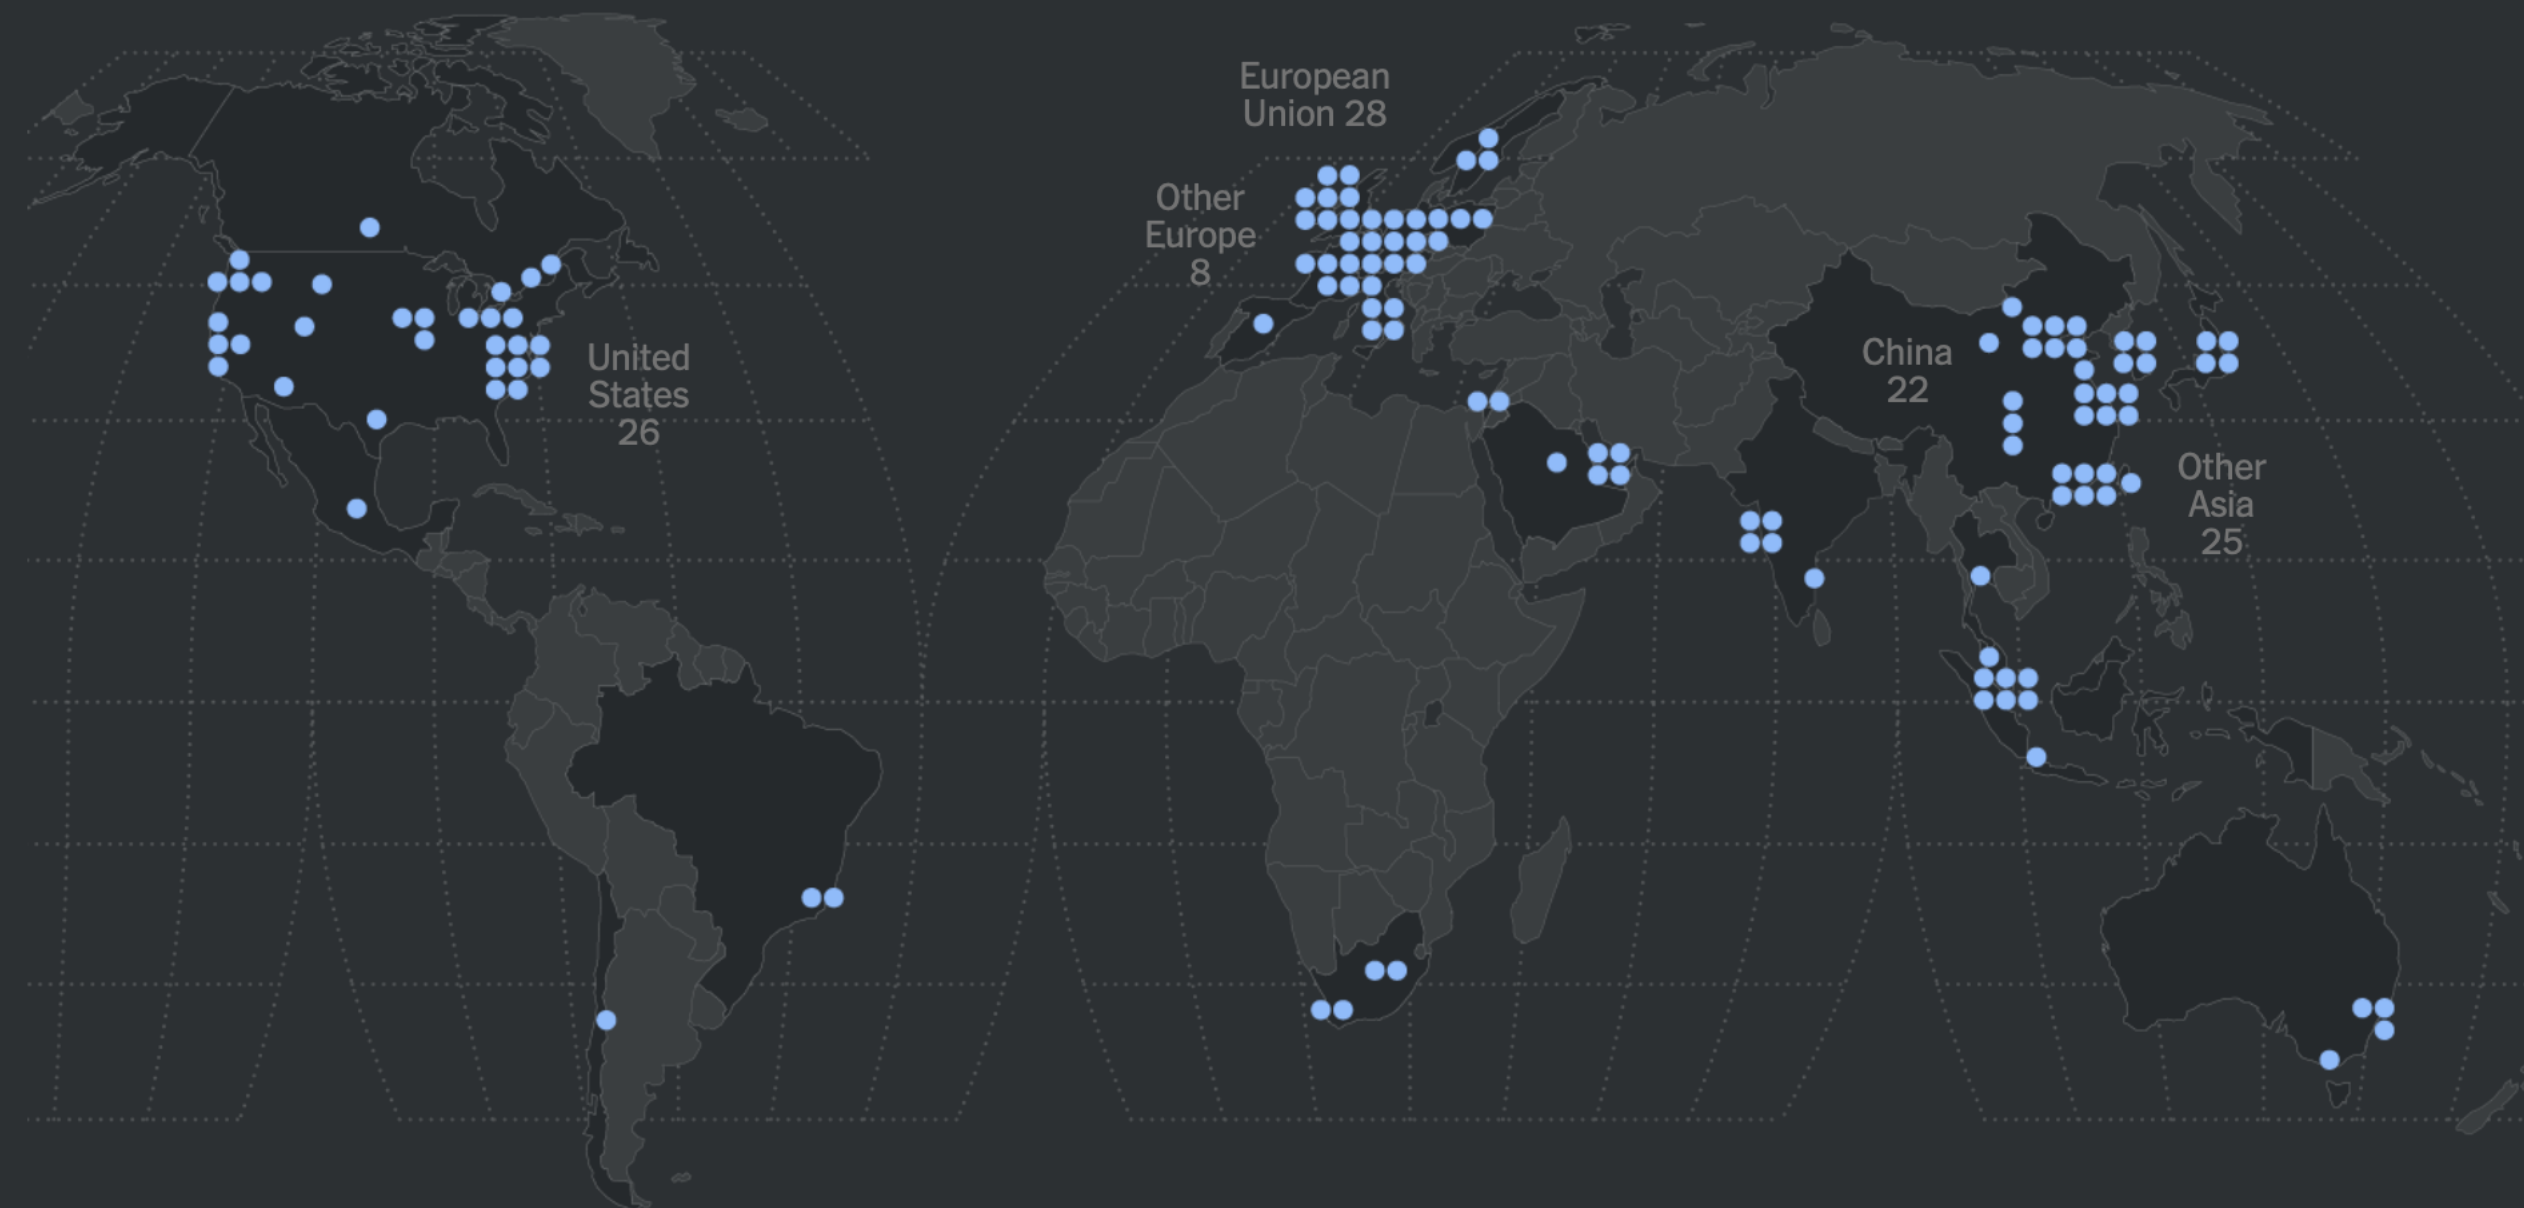 European
Union 28
Other
Europe
8
United
States
26
China
22
Other
Asia
25